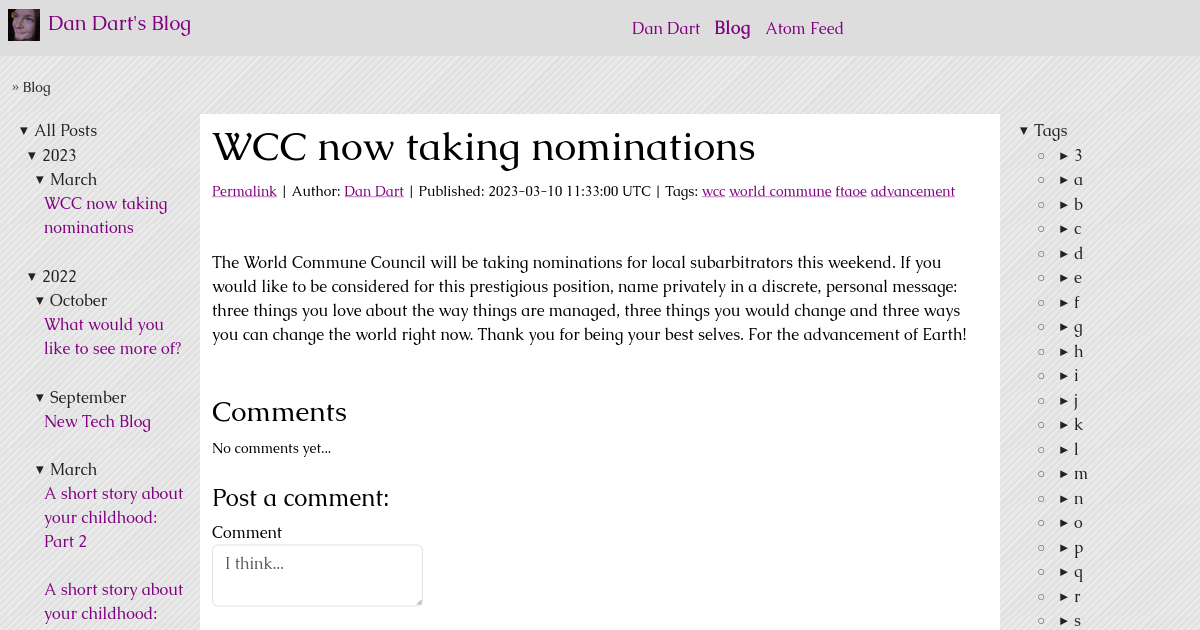 Dan Dart's Blog
Dan Dart Blog Atom Feed
» Blog
▾ All Posts
▾ 2023
▾ March
WCC now taking
nominations
▾ 2022
▾ October
What would you
like to see more of?
▾ September
New Tech Blog
▾ March
A short story about
your childhood:
Part 2
A short story about
your childhood:
WCC now taking nominations
Permalink | Author: Dan Dart | Published: 2023-03-10 11:33:00 UTC | Tags: wcc world commune ftaoe advancement
The World Commune Council will be taking nominations for local subarbitrators this weekend. If you
would like to be considered for this prestigious position, name privately in a discrete, personal message:
three things you love about the way things are managed, three things you would change and three ways
you can change the world right now. Thank you for being your best selves. For the advancement of Earth!
Comments
No comments yet...
Post a comment:
Comment
I think...
▾ Tags
▸ 3
▸ a
▸ b
▸ c
▸ d
▸ e
▸ f
▸ g
▸ h
▸ i
▸ j
▸ k
▸ l
▸ m
▸ n
▸ o
▸ p
▸ q
▸ r
▸ s